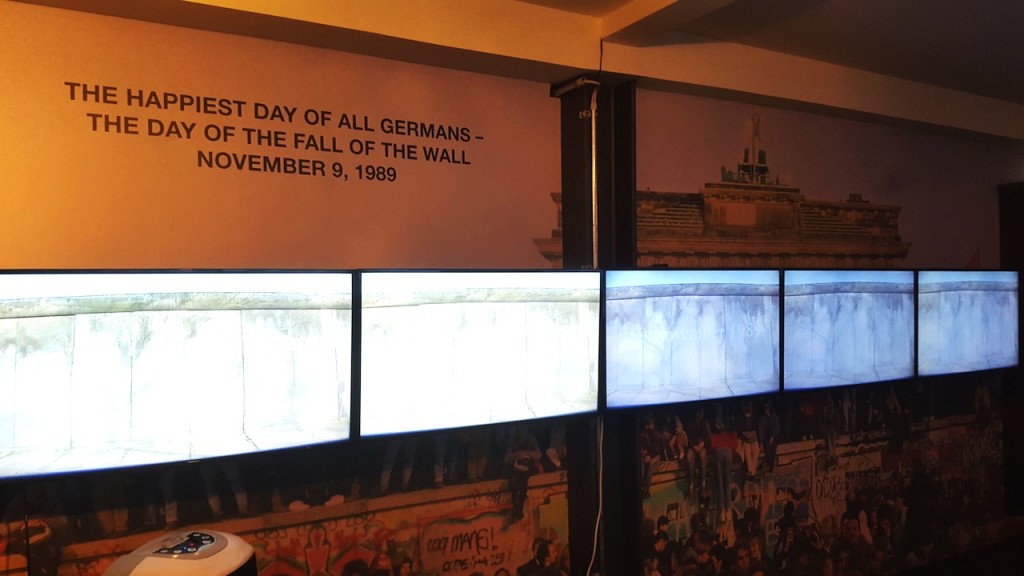 THE HAPPIEST DAY OF ALL GERMANS –
THE DAY OF THE FALL OF THE WALL
NOVEMBER 9, 1989